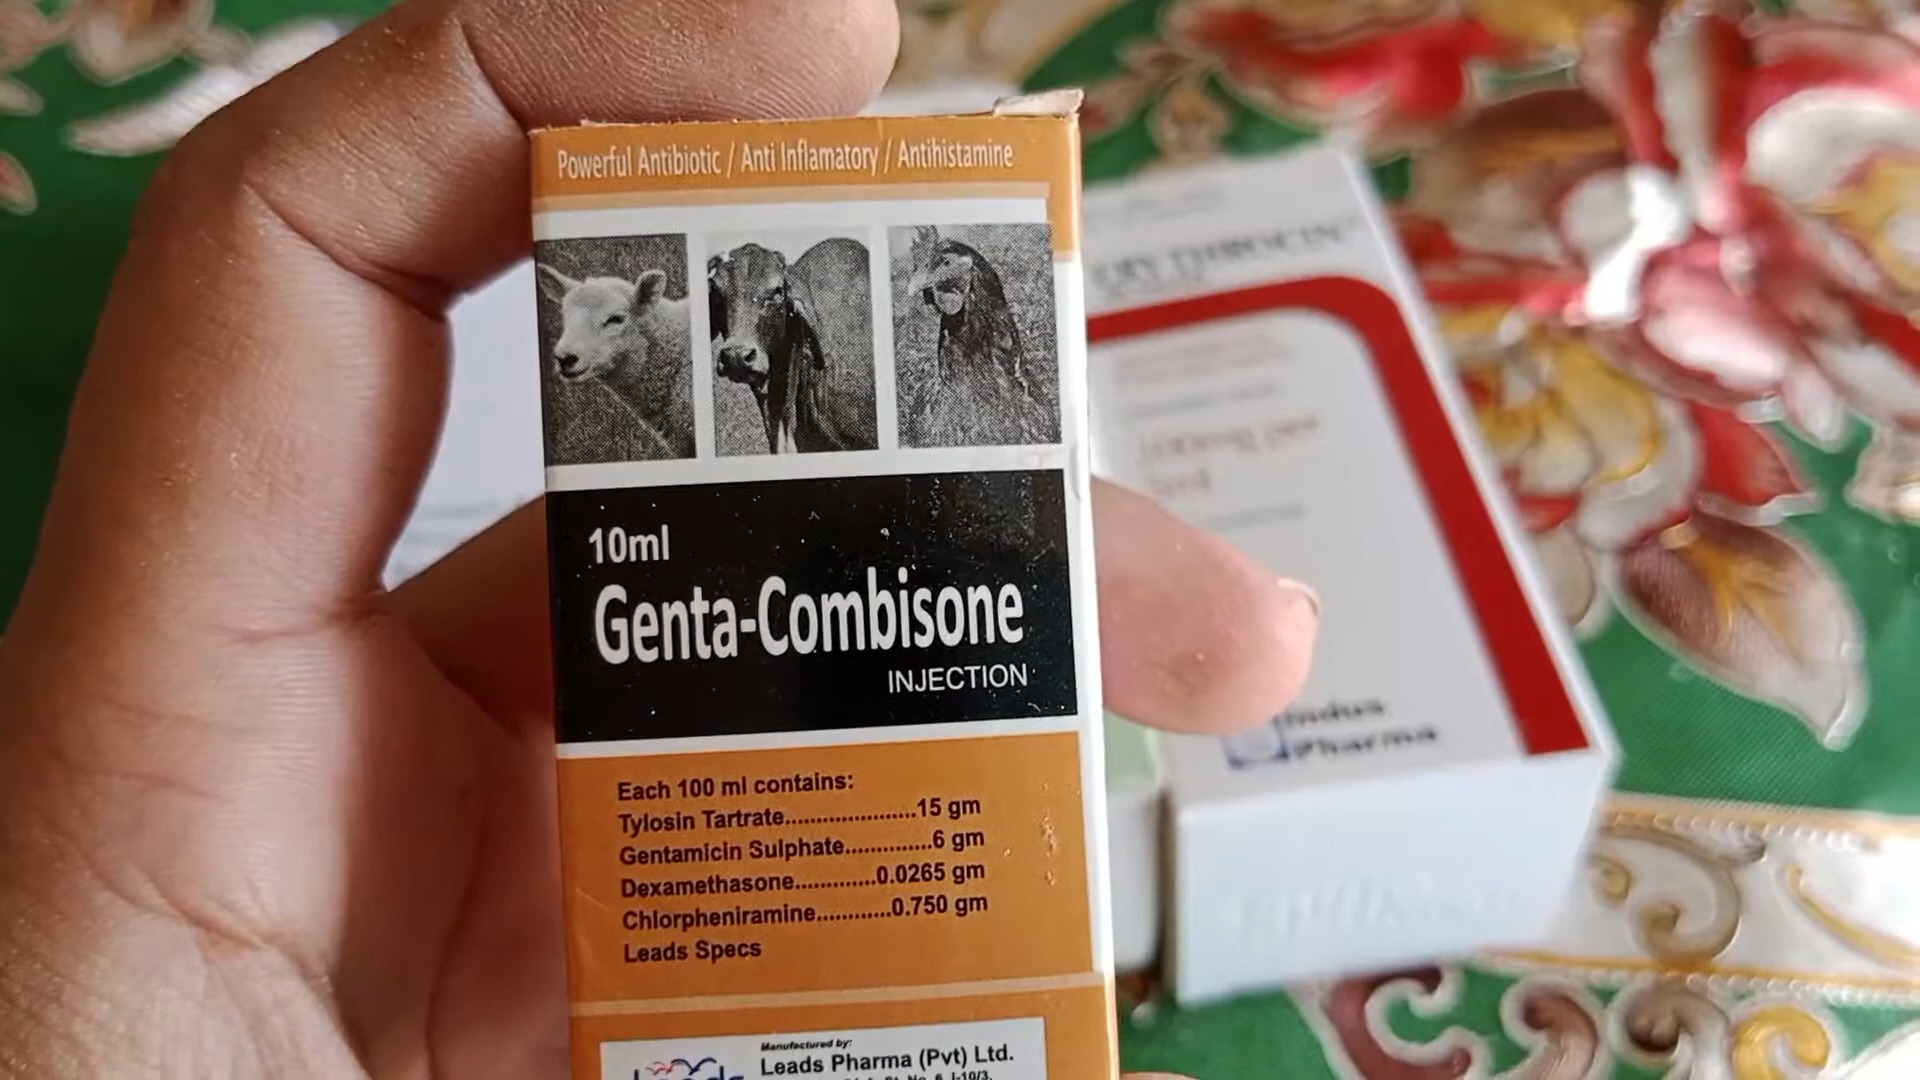 Powerful Antibiotic / Anti Inflamatory / Antihistamine
10ml
Genta-Combisone
INJECTION
Each 100 ml contains:
Tylosin Tartrate.....................15 gm
Gentamicin Sulphate..............6 gm
Dexamethasone.............0.0265 gm
Chlorpheniramine............0.750 gm
Leads Specs
Manufactured by:
Leads Pharma (Pvt) Ltd.
ERYTHROCIN
Indus
Pharma